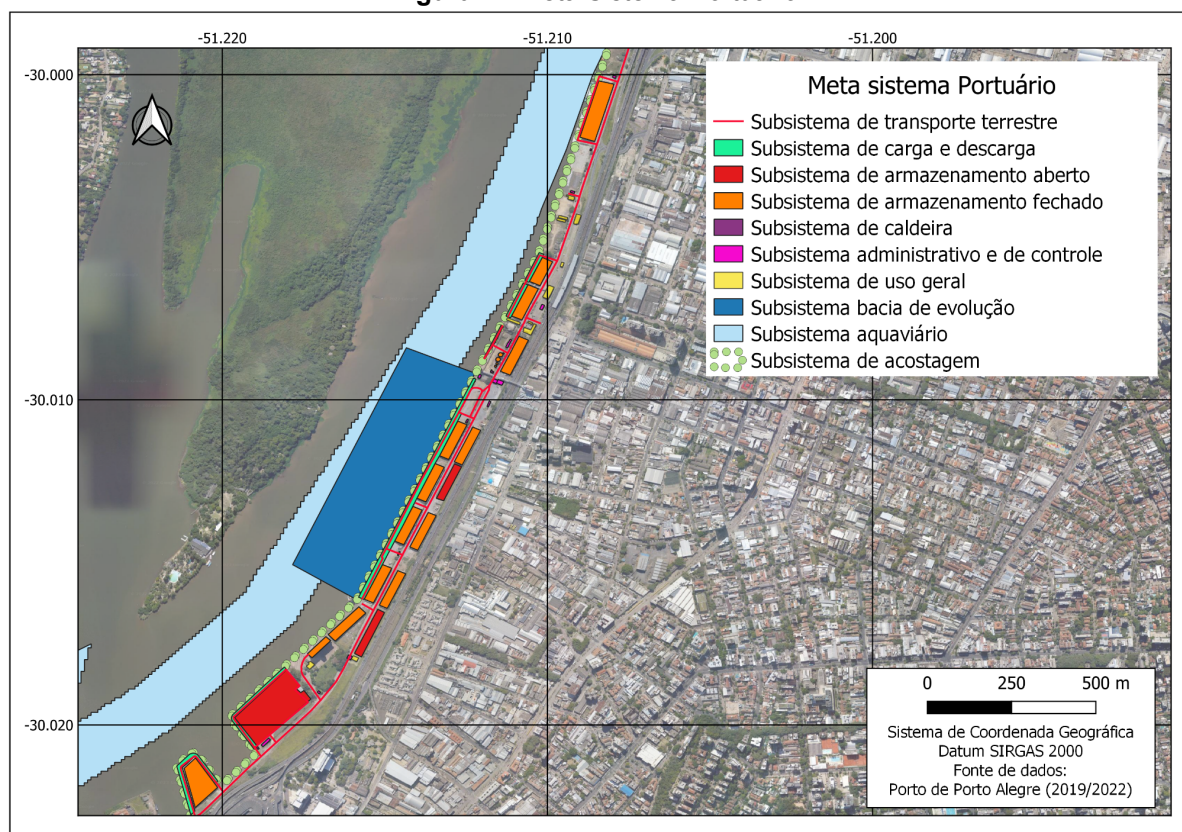 -51.220 -51.210 -51.200
-30.000
Meta sistema Portuário
Subsistema de transporte terrestre
Subsistema de carga e descarga
Subsistema de armazenamento aberto
Subsistema de armazenamento fechado
Subsistema de caldeira
Subsistema administrativo e de controle
Subsistema de uso geral
Subsistema bacia de evolução
Subsistema aquaviário
Subsistema de acostagem
-30.010
-30.020
0 250 500 m
Sistema de Coordenada Geográfica
Datum SIRGAS 2000
Fonte de dados:
Porto de Porto Alegre (2019/2022)